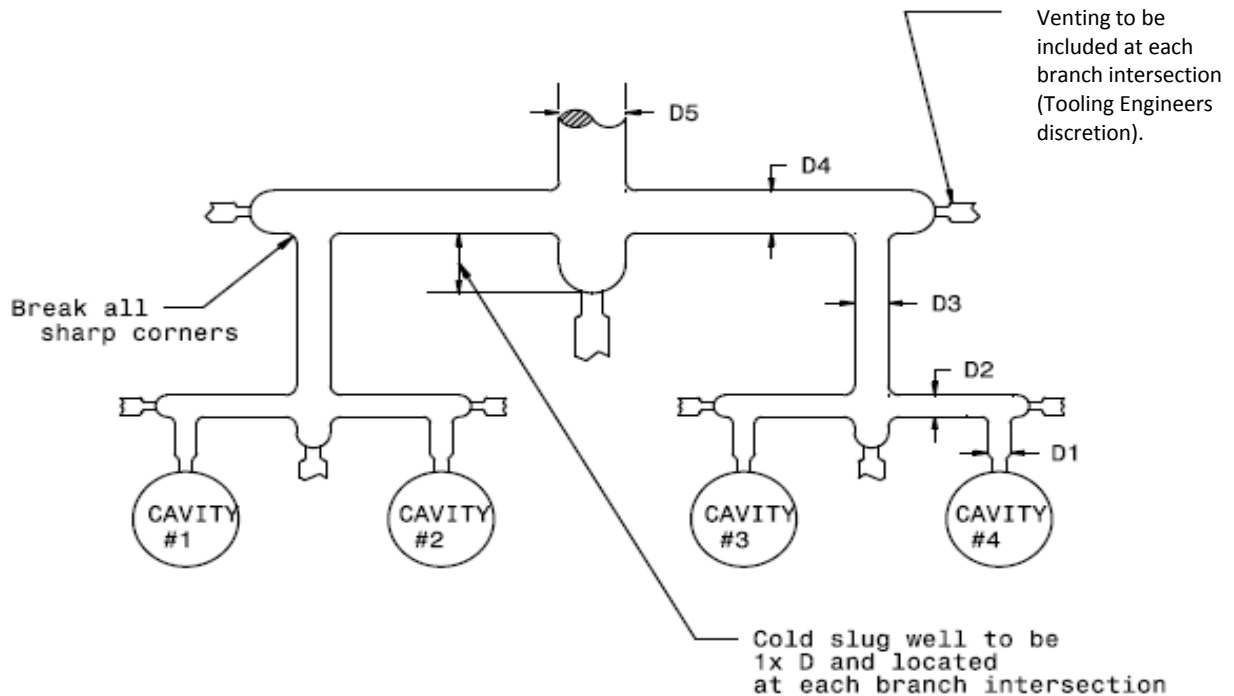 Venting to be
included at each
branch intersection
(Tooling Engineers
discretion).
D5
D4
Break all
sharp corners
D3
D2
D1
CAVITY
#1
CAVITY
#2
CAVITY
#3
CAVITY
#4
Cold slug well to be
1x D and located
at each branch intersection